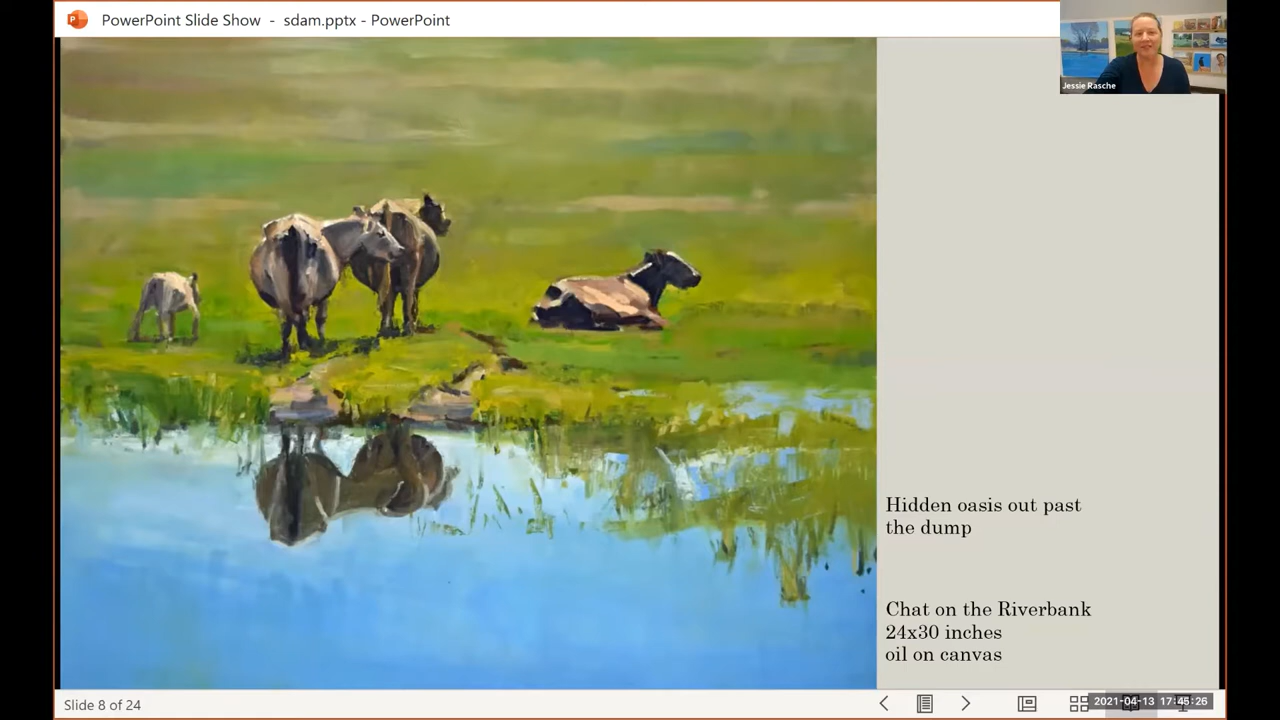 PowerPoint Slide Show - sdam.pptx - PowerPoint
Jessie Rasche
Hidden oasis out past
the dump
Chat on the Riverbank
24x30 inches
oil on canvas
Slide 8 of 24
2021-04-13 17:45:26